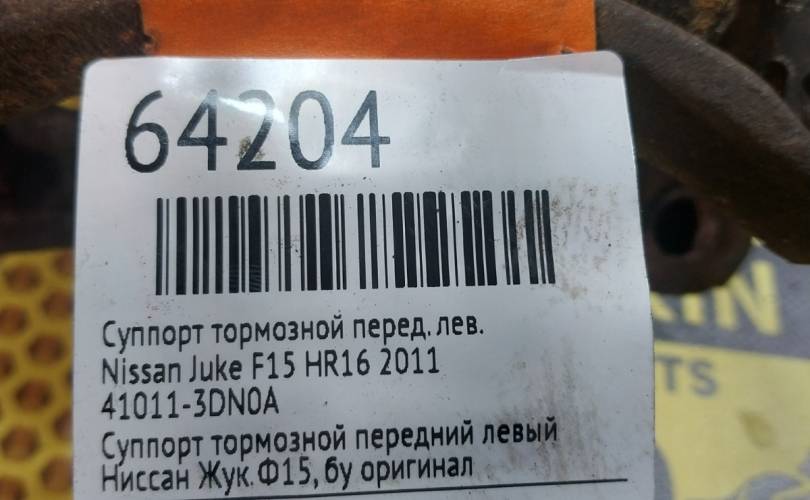 64204
Суппорт тормозной перед. лев.
Nissan Juke F15 HR16 2011
41011-3DN0A
Суппорт тормозной передний левый
Ниссан Жук Ф15, бу оригинал